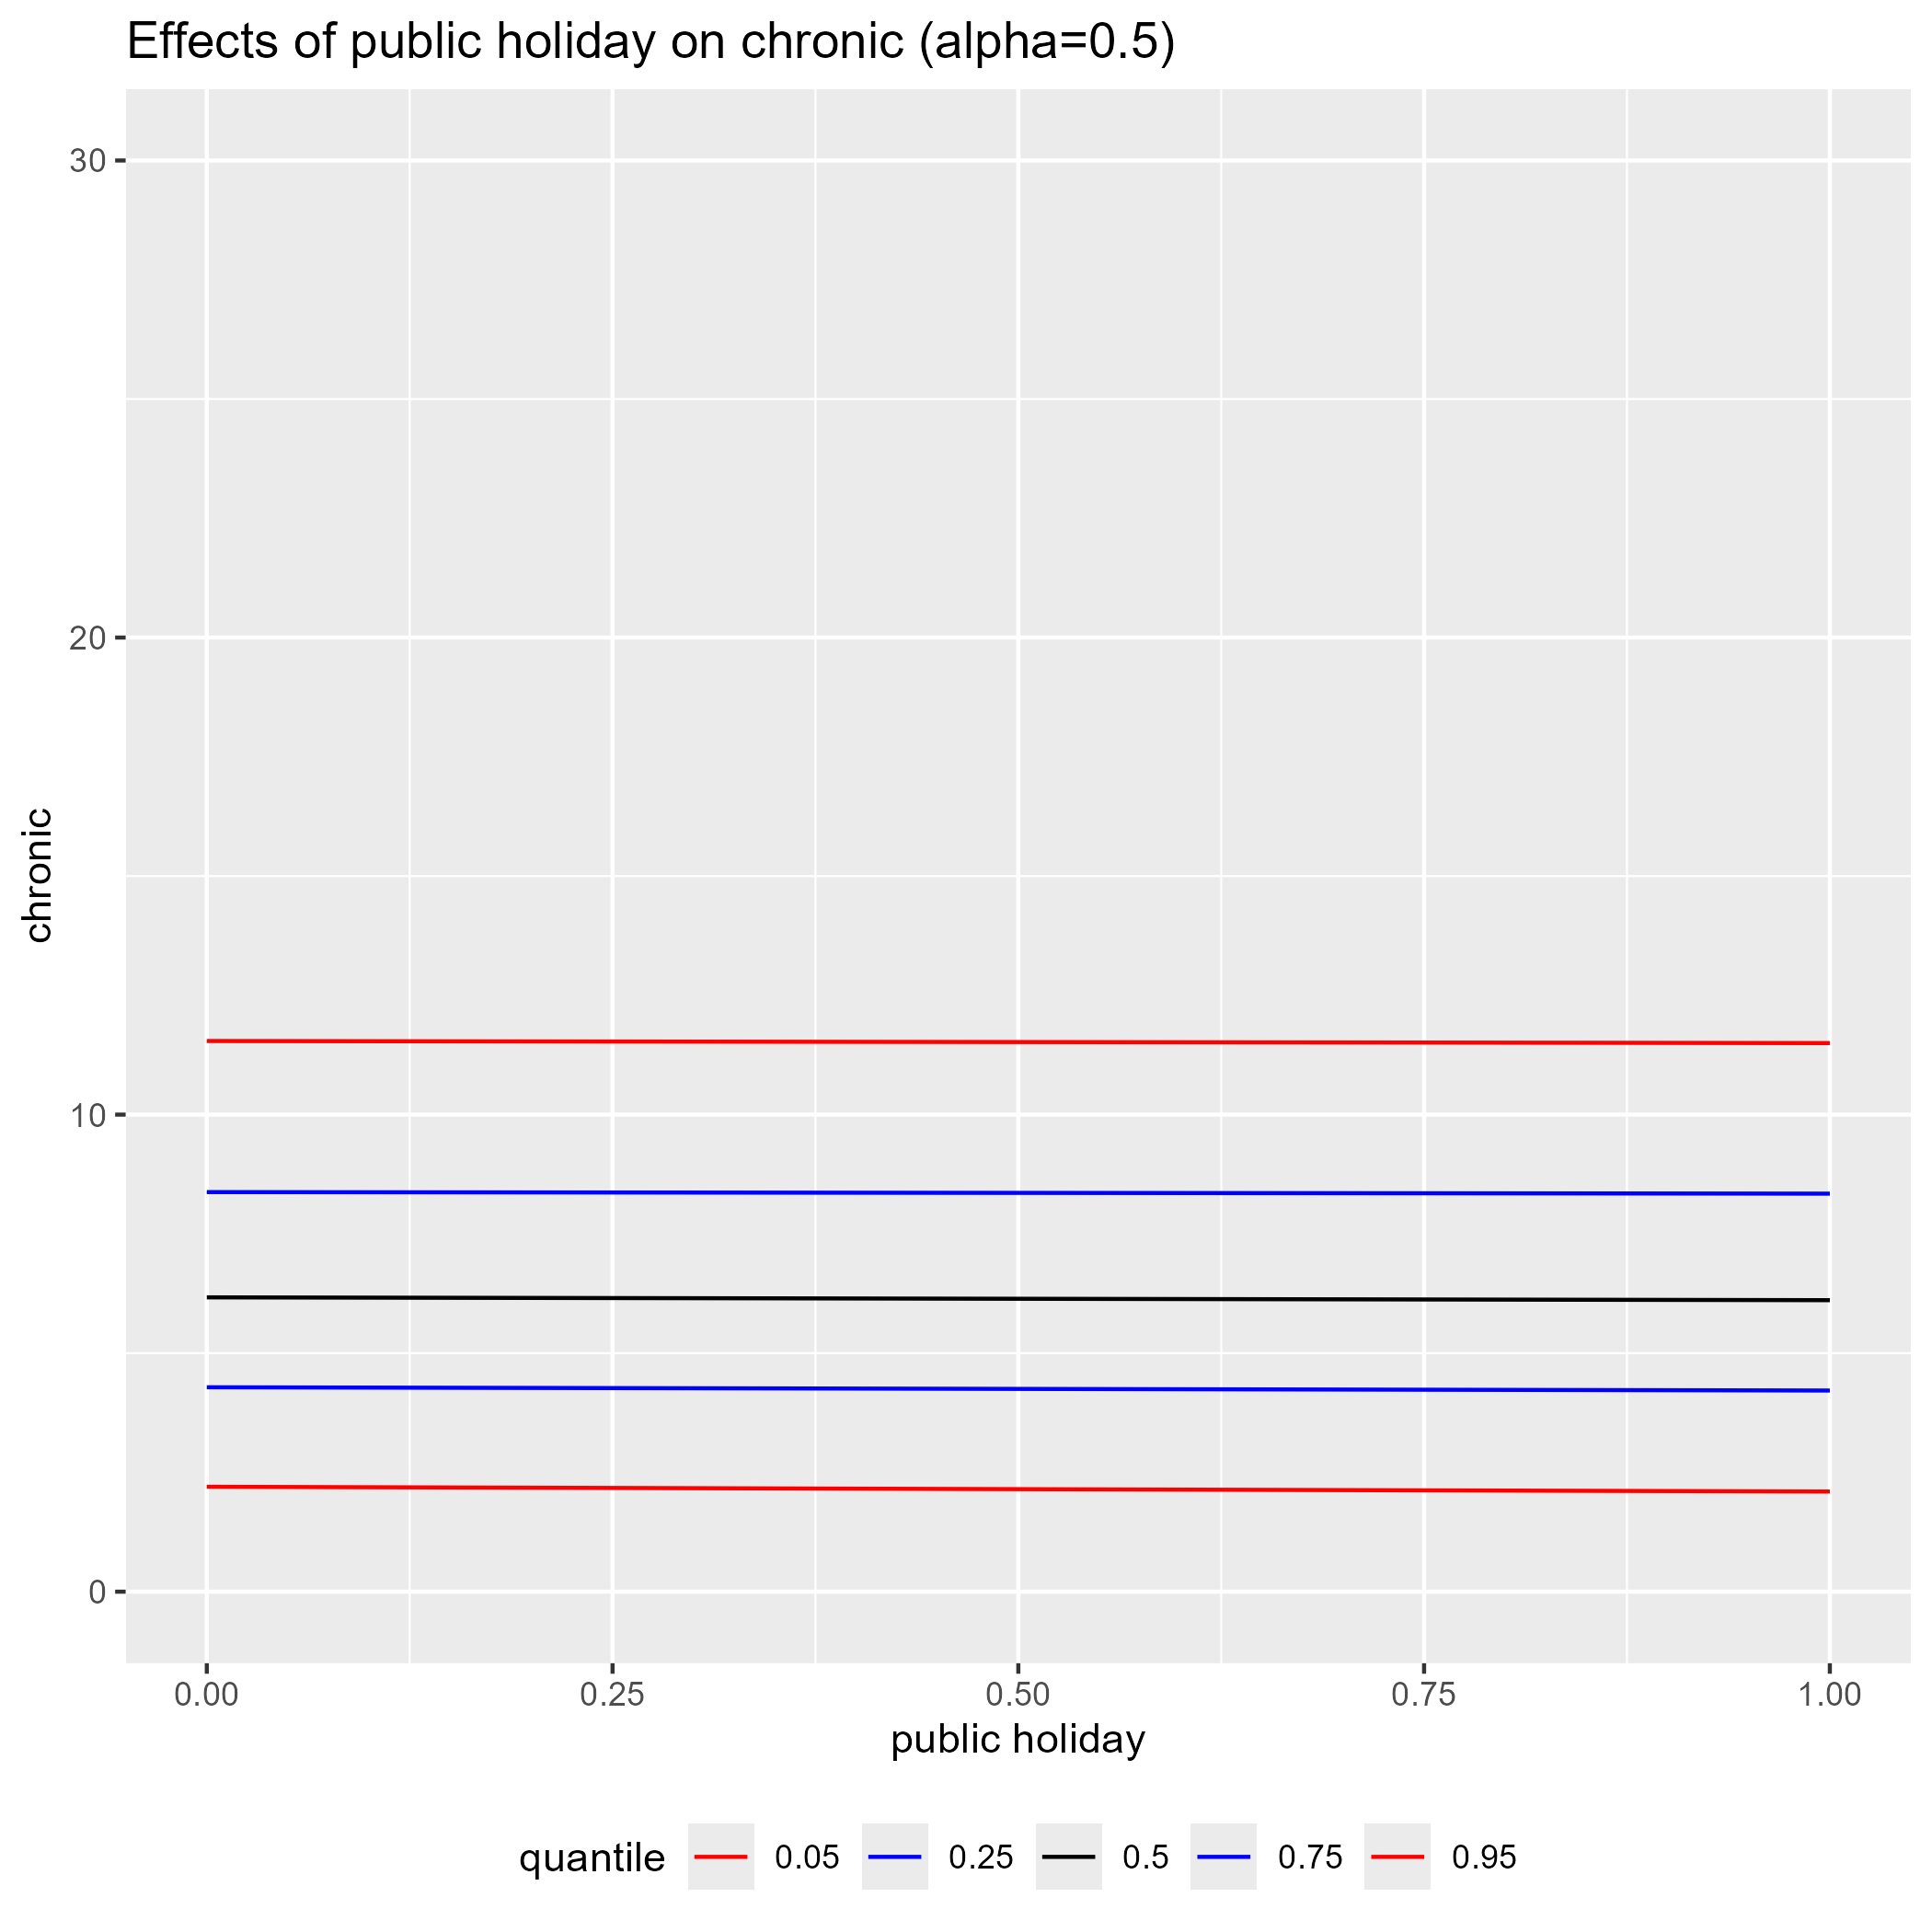 Effects of public holiday on chronic (alpha=0.5)
30
20
10
0
chronic
0.00 0.25 0.50 0.75 1.00
public holiday
quantile 0.05 0.25 0.5 0.75 0.95